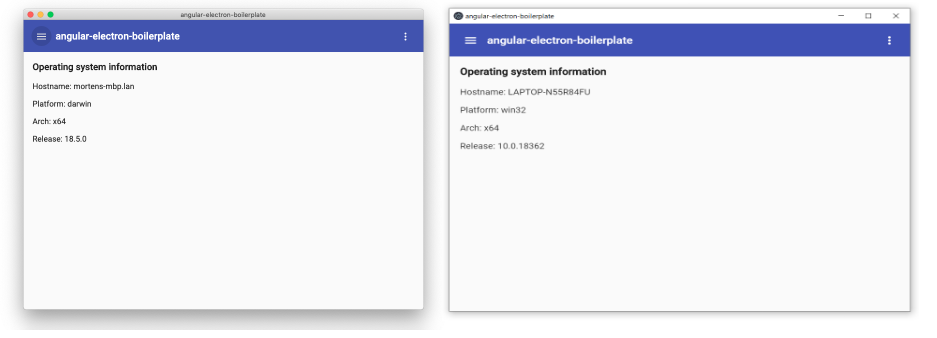 angular-electron-boilerplate
angular-electron-boilerplate
Operating system information
Hostname: mortens-mbp.lan
Platform: darwin
Arch: x64
Release: 18.5.0
angular-electron-boilerplate
angular-electron-boilerplate
Operating system information
Hostname: LAPTOP-N55R84FU
Platform: win32
Arch: x64
Release: 10.0.18362